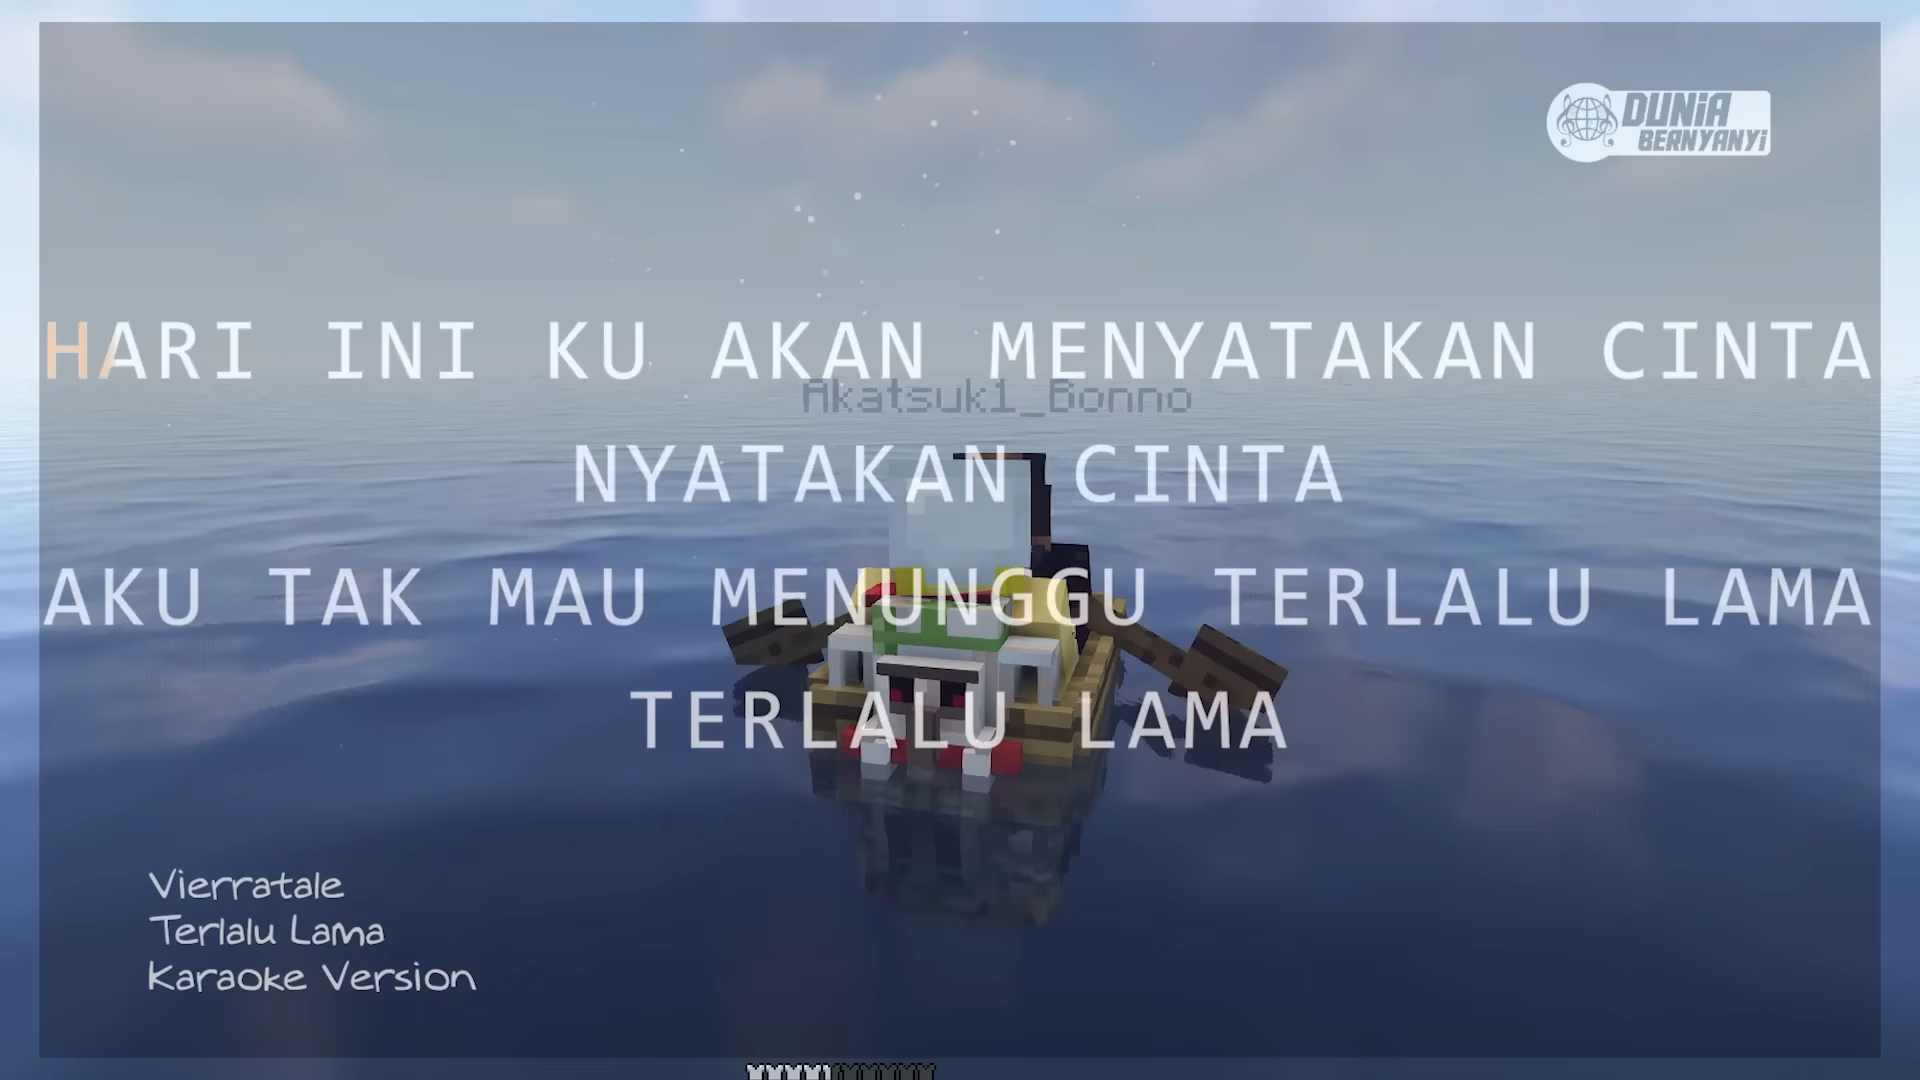 DUNIA
BERNYANYI
HARI INI KU AKAN MENYATAKAN CINTA
Akatsuk1_Bonno
NYATAKAN CINTA
AKU TAK MAU MENUNGGU TERLALU LAMA
TERLALU LAMA
Vierratale
Terlalu Lama
Karaoke Version